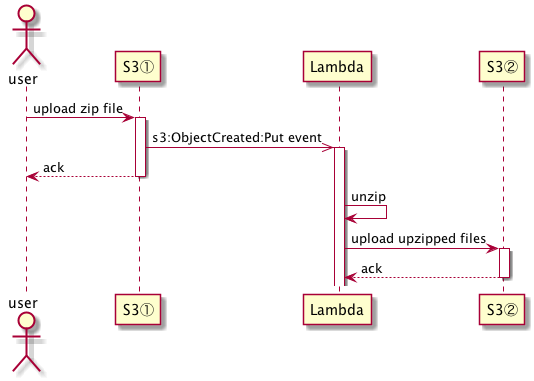 user
S3①
Lambda
S3②
upload zip file
s3:ObjectCreated:Put event
ack
unzip
upload upzipped files
ack
user
S3①
Lambda
S3②